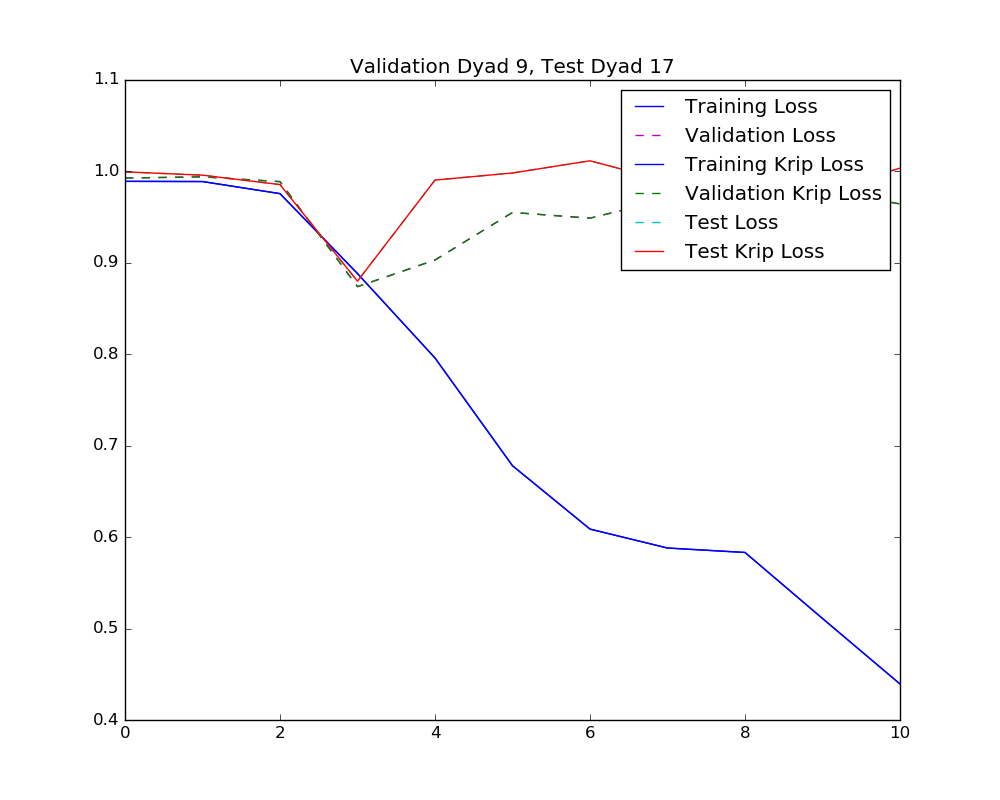 Validation Dyad 9, Test Dyad 17
1.1
1.0
0.9
0.8
0.7
0.6
0.5
0.4
Training Loss
Validation Loss
Training Krip Loss
Validation Krip Loss
Test Loss
Test Krip Loss
0 2 4 6 8 10